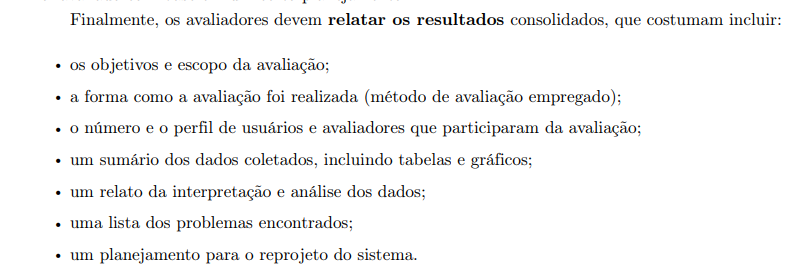 Finalmente, os avaliadores devem relatar os resultados consolidados, que costumam incluir:
• os objetivos e escopo da avaliação;
• a forma como a avaliação foi realizada (método de avaliação empregado);
• o número e o perfil de usuários e avaliadores que participaram da avaliação;
• um sumário dos dados coletados, incluindo tabelas e gráficos;
• um relato da interpretação e análise dos dados;
• uma lista dos problemas encontrados;
• um planejamento para o reprojeto do sistema.